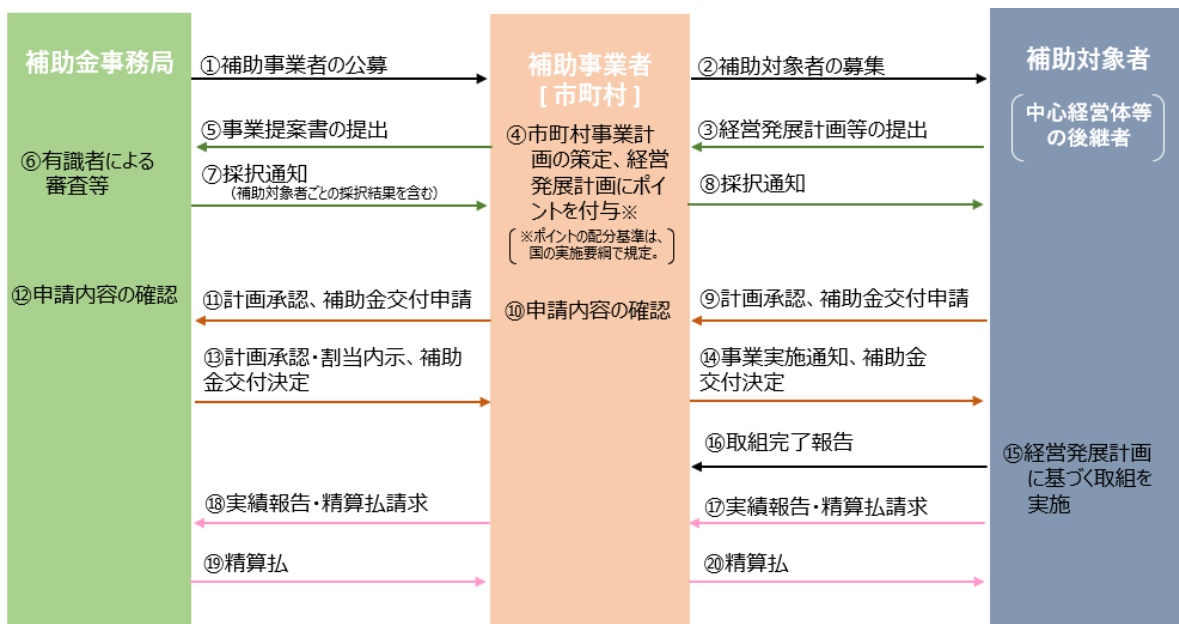 補助金事務局
①補助事業者の公募
補助事業者
[ 市町村 ]
②補助対象者の募集
補助対象者
中心経営体等
の後継者
⑤事業提案書の提出
④市町村事業計
画の策定、経営
発展計画にポイ
ントを付与※
※ポイントの配分基準は、
国の実施要綱で規定。
③経営発展計画等の提出
⑥有識者による
審査等
⑦採択通知
(補助対象者ごとの採択結果を含む)
⑧採択通知
⑫申請内容の確認
⑪計画承認、補助金交付申請
⑩申請内容の確認
⑨計画承認、補助金交付申請
⑬計画承認・割当内示、補助
金交付決定
⑭事業実施通知、補助金
交付決定
⑯取組完了報告
⑮経営発展計画
に基づく取組を
実施
⑱実績報告・精算払請求
⑰実績報告・精算払請求
⑲精算払
⑳精算払